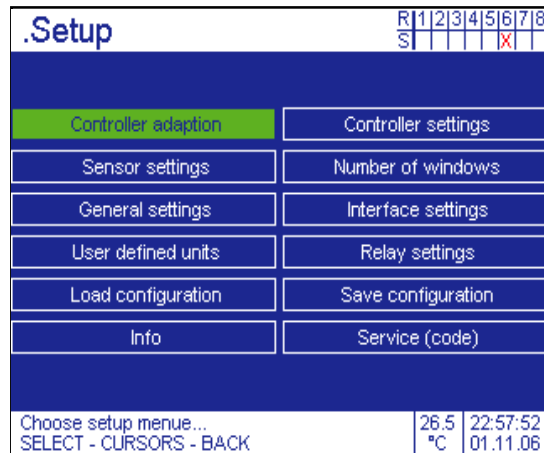 .Setup
R 1 2 3 4 5 6 7 8
S X
Controller adaption
Controller settings
Sensor settings
Number of windows
General settings
Interface settings
User defined units
Relay settings
Load configuration
Save configuration
Info
Service (code)
Choose setup menue...
SELECT - CURSORS - BACK
26.5
°C
22:57:52
01.11.06